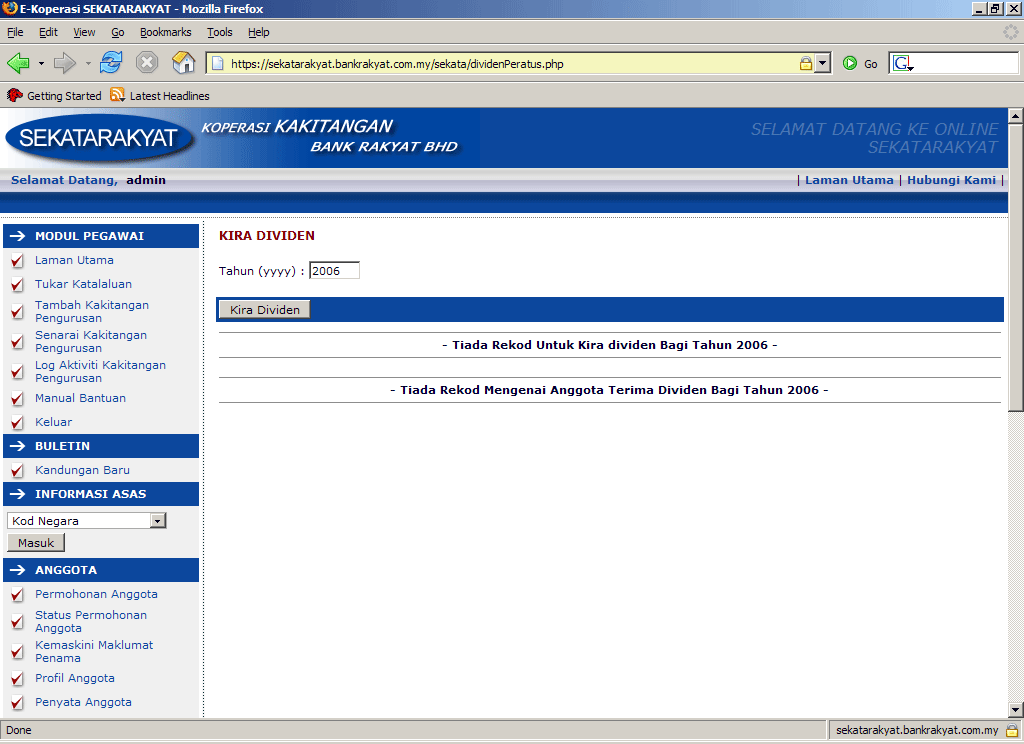 E-Koperasi SEKATARAKYAT - Mozilla Firefox
File Edit View Go Bookmarks Tools Help
https://sekatarakyat.bankrakyat.com.my/sekata/dividenPeratus.php Go G
Getting Started Latest Headlines
SEKATARAKYAT
KOPERASI KAKITANGAN
BANK RAKYAT BHD
SELAMAT DATANG KE ONLINE
SEKATARAKYAT
Selamat Datang, admin
| Laman Utama | Hubungi Kami |
MODUL PEGAWAI
Laman Utama
Tukar Katalaluan
Tambah Kakitangan
Pengurusan
Senarai Kakitangan
Pengurusan
Log Aktiviti Kakitangan
Pengurusan
Manual Bantuan
Keluar
BULETIN
Kandungan Baru
INFORMASI ASAS
Kod Negara
Masuk
ANGGOTA
Permohonan Anggota
Status Permohonan
Anggota
Kemaskini Maklumat
Penama
Profil Anggota
Penyata Anggota
KIRA DIVIDEN
Tahun (yyyy) : 2006
Kira Dividen
- Tiada Rekod Untuk Kira dividen Bagi Tahun 2006 -
- Tiada Rekod Mengenai Anggota Terima Dividen Bagi Tahun 2006 -
Done
sekatarakyat.bankrakyat.com.my